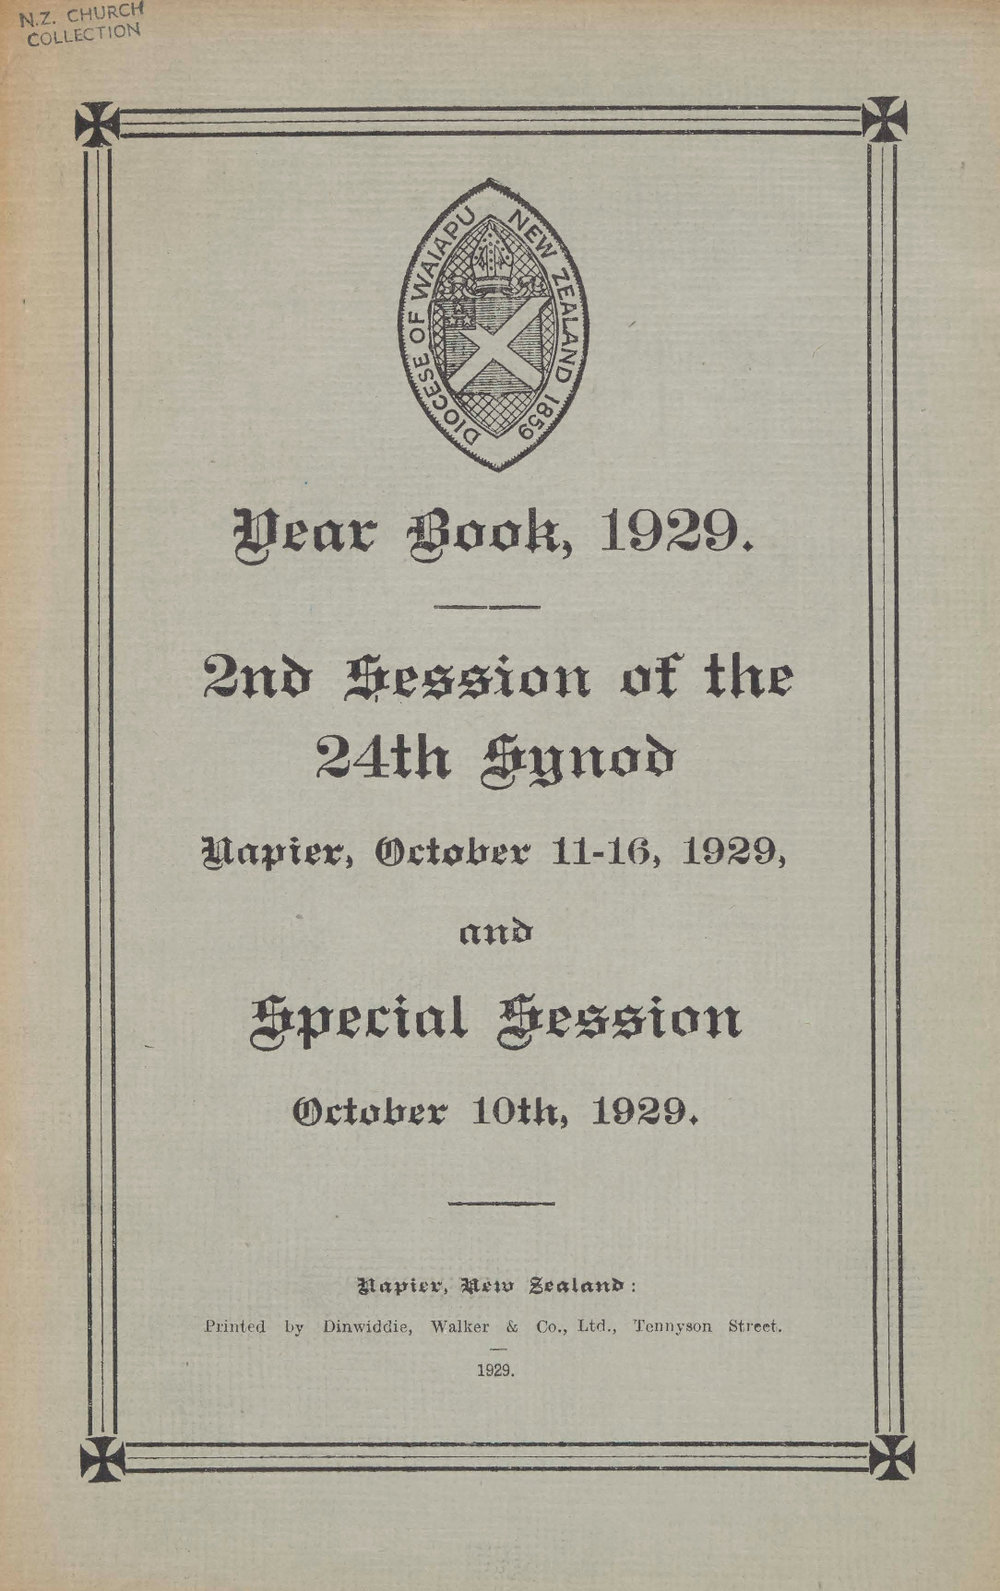 N.Z. CHURCH
COLLECTION
DIOCESE OF WAIAPU NEW ZEALAND 1859
Year Book, 1929.
2nd Session of the
24th Synod
Napier, October 11-16, 1929,
and
Special Session
October 10th, 1929.
Napier, New Zealand:
Printed by Dinwiddie, Walker & Co., Ltd., Tennyson Street.
1929.